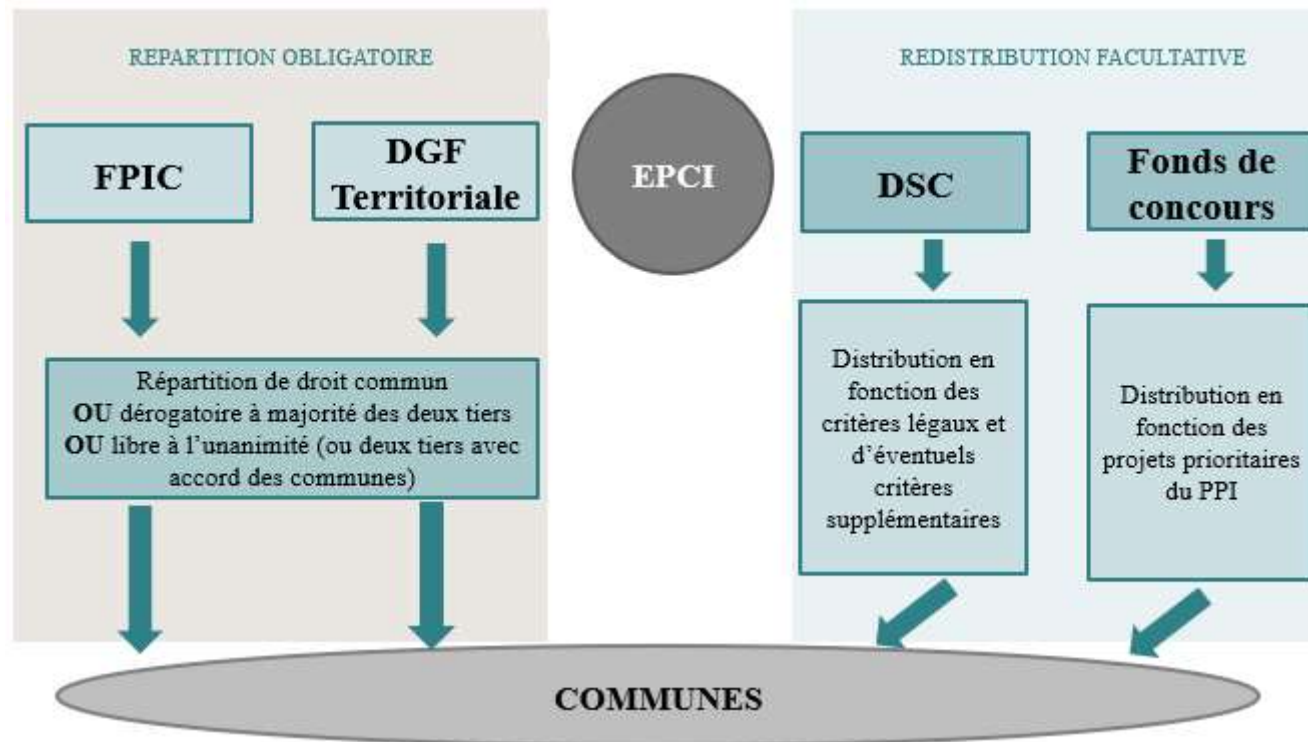 REPARTITION OBLIGATOIRE
FPIC
DGF
Territoriale
Répartition de droit commun
OU dérogatoire à majorité des deux tiers
OU libre à l'unanimité (ou deux tiers avec
accord des communes)
EPCI
REDISTRIBUTION FACULTATIVE
DSC
Fonds de
concours
Distribution en
fonction des
critères légaux et
d'éventuels
critères
supplémentaires
Distribution en
fonction des
projets prioritaires
du PPI
COMMUNES